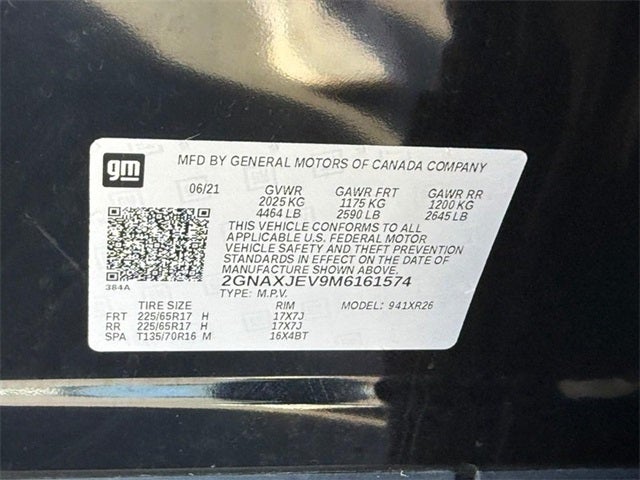 gm
MFD BY GENERAL MOTORS OF CANADA COMPANY
06/21 GVWR GAWR FRT GAWR RR
2025 KG 1175 KG 1200 KG
4464 LB 2590 LB 2645 LB
THIS VEHICLE CONFORMS TO ALL
APPLICABLE U.S. FEDERAL MOTOR
VEHICLE SAFETY AND THEFT PREVENTION
STANDARDS IN EFFECT ON THE DATE OF
MANUFACTURE SHOWN ABOVE.
384A
2GNAXJEV9M6161574
TYPE: M.P.V. MODEL: 941XR26
TIRE SIZE RIM
FRT 225/65R17 H 17X7J
RR 225/65R17 H 17X7J
SPA T135/70R16 M 16X4BT